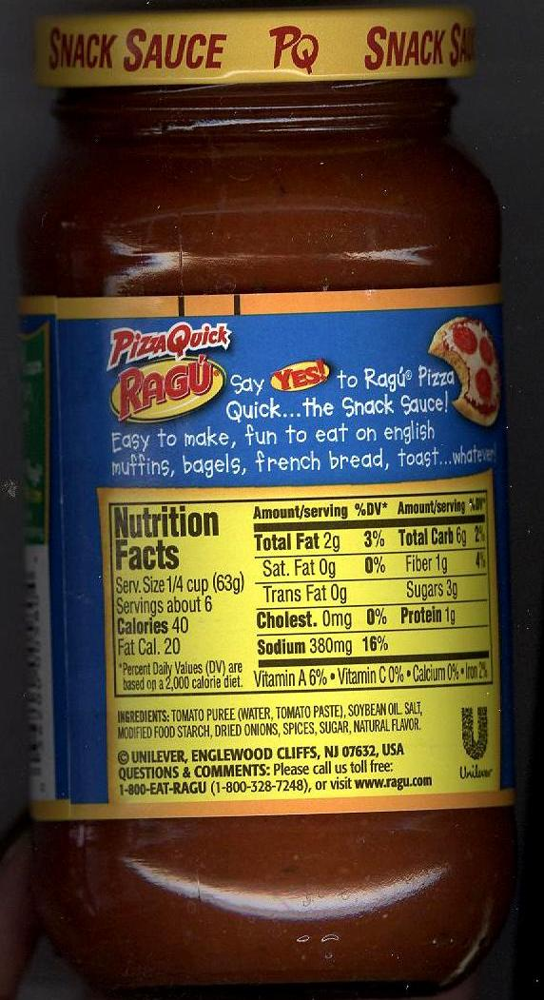 SNACK SAUCE PQ SNACK
PizzaQuick
RAGÚ®
Say YES! to Ragú® Pizza
Quick...the Snack Sauce!
Easy to make, fun to eat on english
muffins, bagels, french bread, toast...whatever!
Nutrition
Facts
Serv. Size 1/4 cup (63g)
Servings about 6
Calories 40
Fat Cal. 20
*Percent Daily Values (DV) are
based on a 2,000 calorie diet.
Amount/serving %DV* Amount/serving %DV*
Total Fat 2g 3% Total Carb 6g 2%
Sat. Fat 0g 0% Fiber 1g 4%
Trans Fat 0g Sugars 3g
Cholest. 0mg 0% Protein 1g
Sodium 380mg 16%
Vitamin A 6% • Vitamin C 0% • Calcium 0% • Iron 2%
INGREDIENTS: TOMATO PUREE (WATER, TOMATO PASTE), SOYBEAN OIL, SALT,
MODIFIED FOOD STARCH, DRIED ONIONS, SPICES, SUGAR, NATURAL FLAVOR.
© UNILEVER, ENGLEWOOD CLIFFS, NJ 07632, USA
QUESTIONS & COMMENTS: Please call us toll free:
1-800-EAT-RAGU (1-800-328-7248), or visit www.ragu.com
Unilever